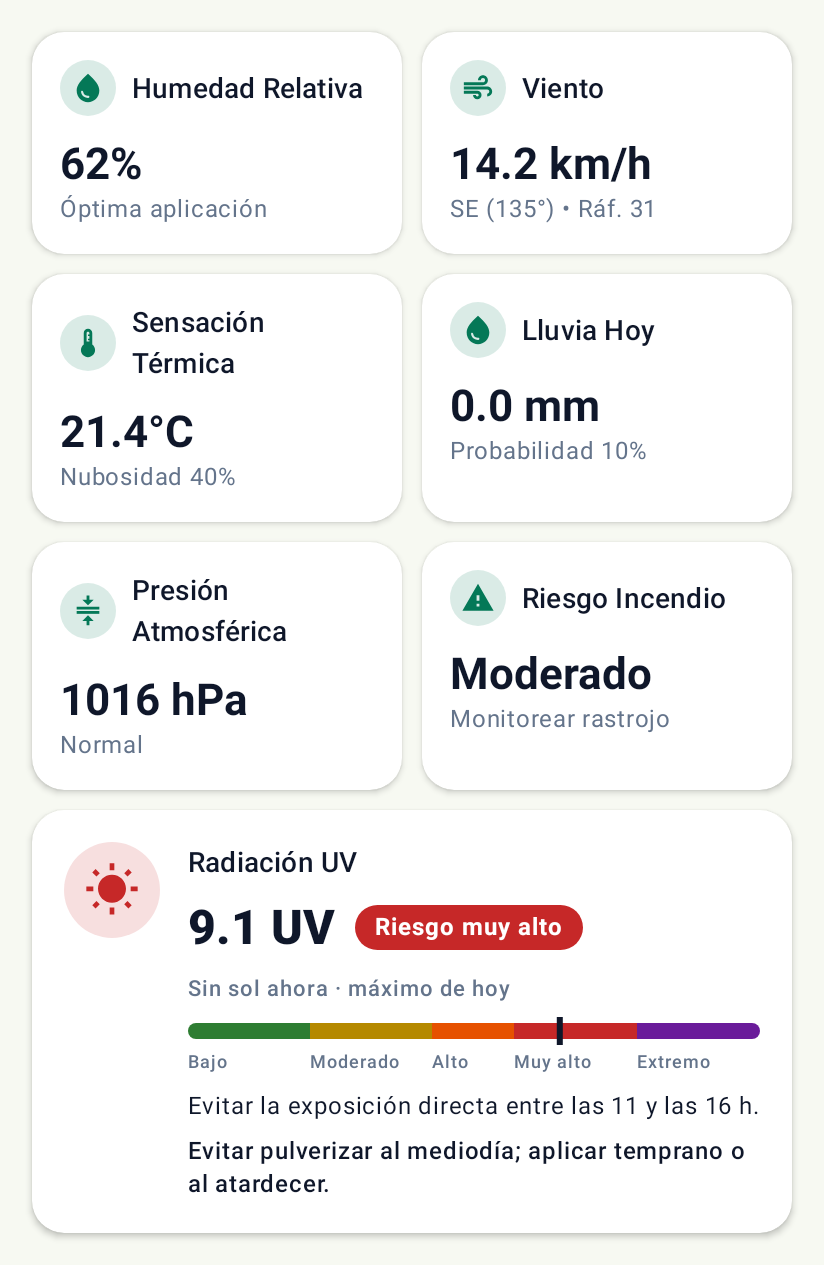 Humedad Relativa
62%
Óptima aplicación
Viento
14.2 km/h
SE (135°) • Ráf. 31
Sensación
Térmica
21.4°C
Nubosidad 40%
Lluvia Hoy
0.0 mm
Probabilidad 10%
Presión
Atmosférica
1016 hPa
Normal
Riesgo Incendio
Moderado
Monitorear rastrojo
Radiación UV
9.1 UV Riesgo muy alto
Sin sol ahora · máximo de hoy
Bajo Moderado Alto Muy alto Extremo
Evitar la exposición directa entre las 11 y las 16 h.
Evitar pulverizar al mediodía; aplicar temprano o
al atardecer.